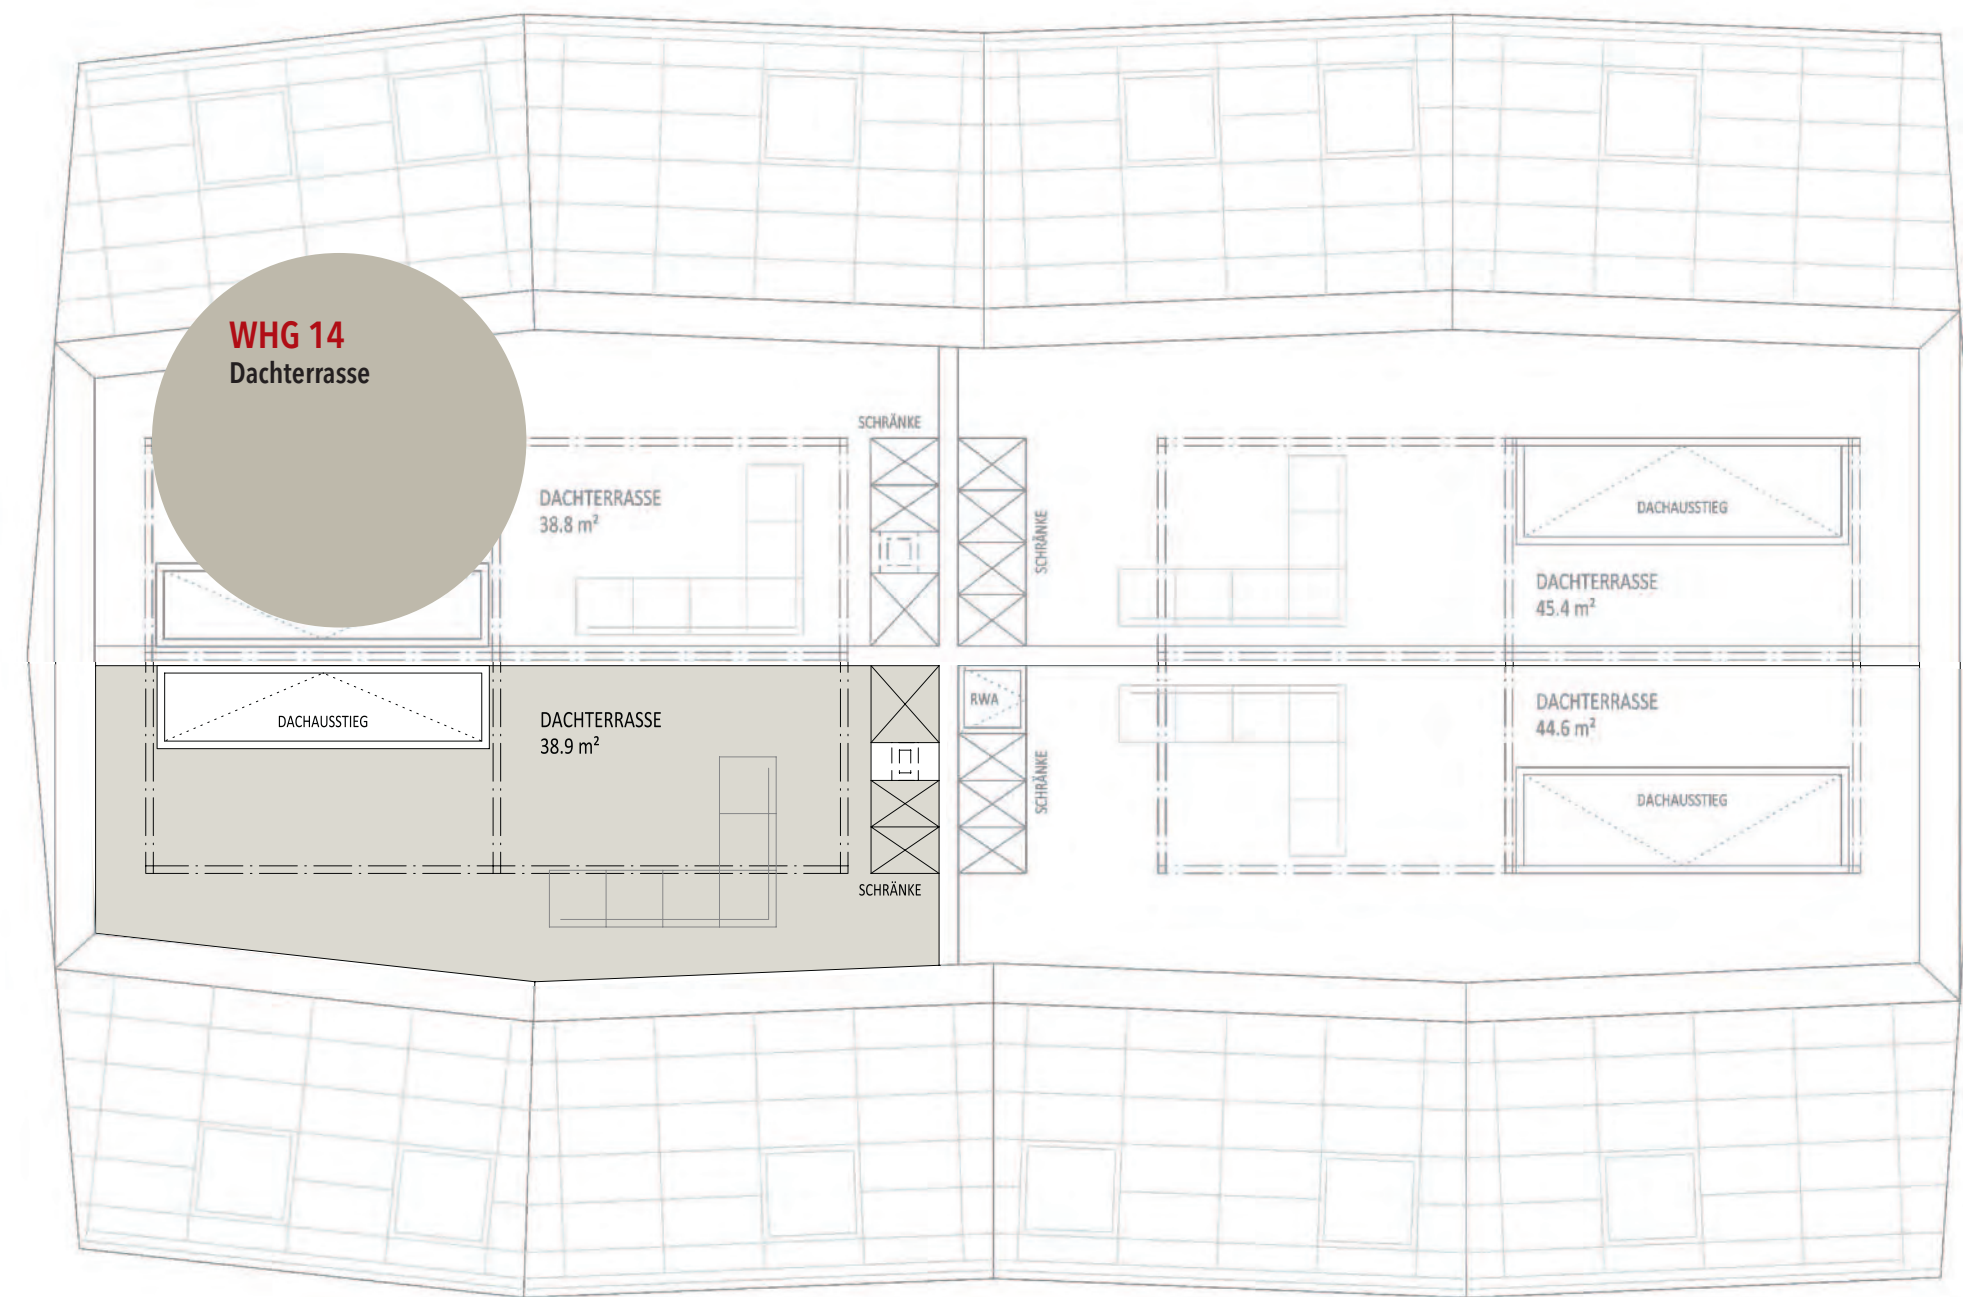 WHG 14
Dachterrasse
SCHRÄNKE
DACHTERRASSE
38.8 m²
SCHRÄNKE
DACHAUSSTIEG
DACHTERRASSE
45.4 m²
DACHAUSSTIEG
DACHTERRASSE
38.9 m²
SCHRÄNKE
RWA
SCHRÄNKE
DACHTERRASSE
44.6 m²
DACHAUSSTIEG